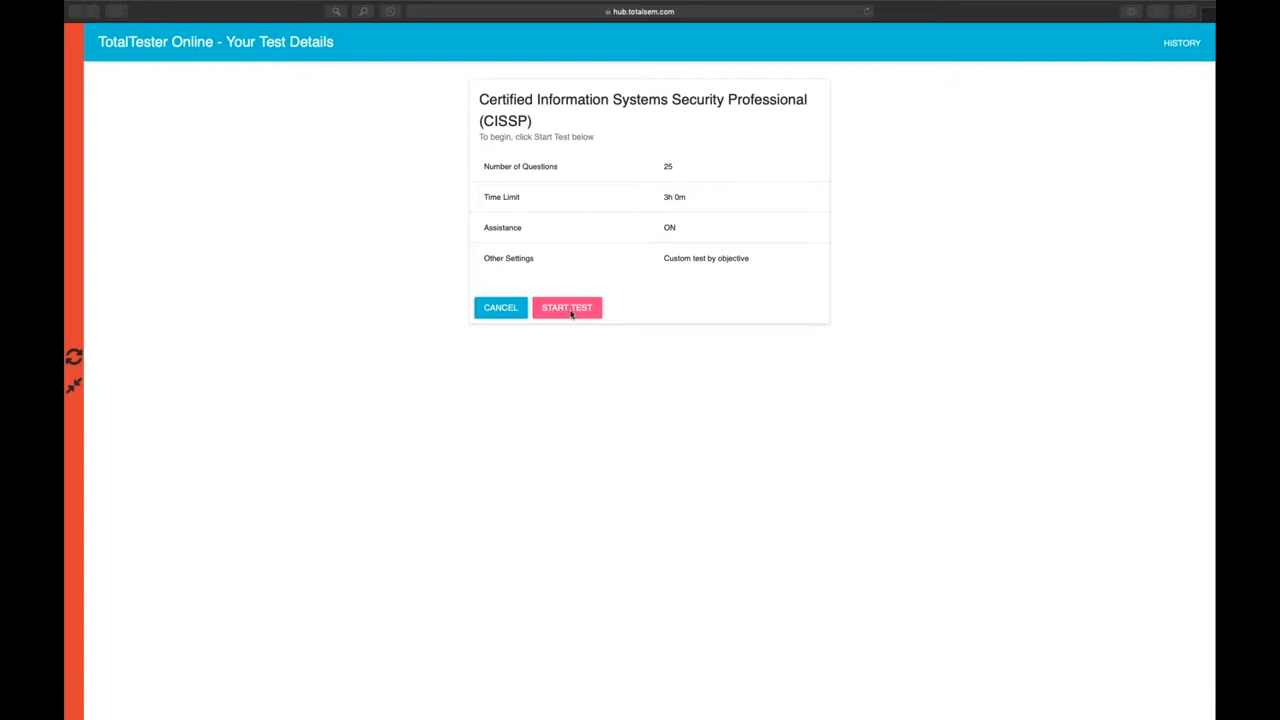 hub.totalsem.com
TotalTester Online - Your Test Details
HISTORY
Certified Information Systems Security Professional
(CISSP)
To begin, click Start Test below
Number of Questions 25
Time Limit 3h 0m
Assistance ON
Other Settings Custom test by objective
CANCEL START TEST